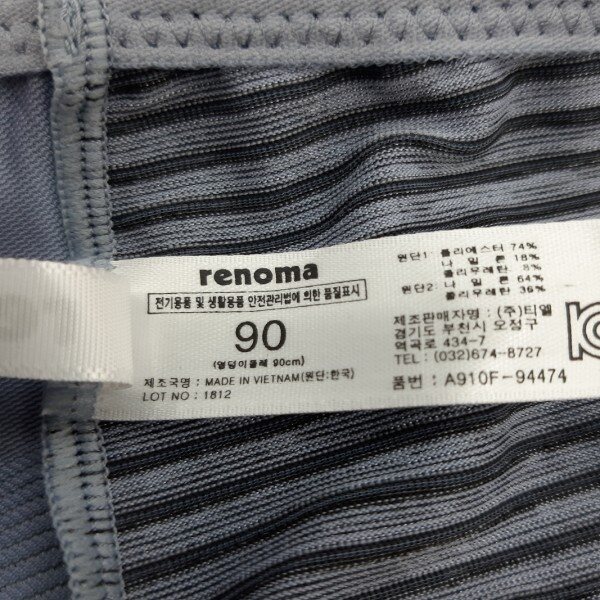 renoma
전기용품 및 생활용품 안전관리법에 의한 품질표시
90
(엉덩이둘레 90cm)
제조국명 : MADE IN VIETNAM(원단:한국)
LOT NO : 1812
원단1: 폴리에스터 74%
나 일 론 18%
폴리우레탄 8%
원단2: 나 일 론 64%
폴리우레탄 36%
제조판매자명 : (주)티엘
경기도 부천시 오정구
역곡로 434-7
TEL : (032)674-8727
품번 : A910F-94474